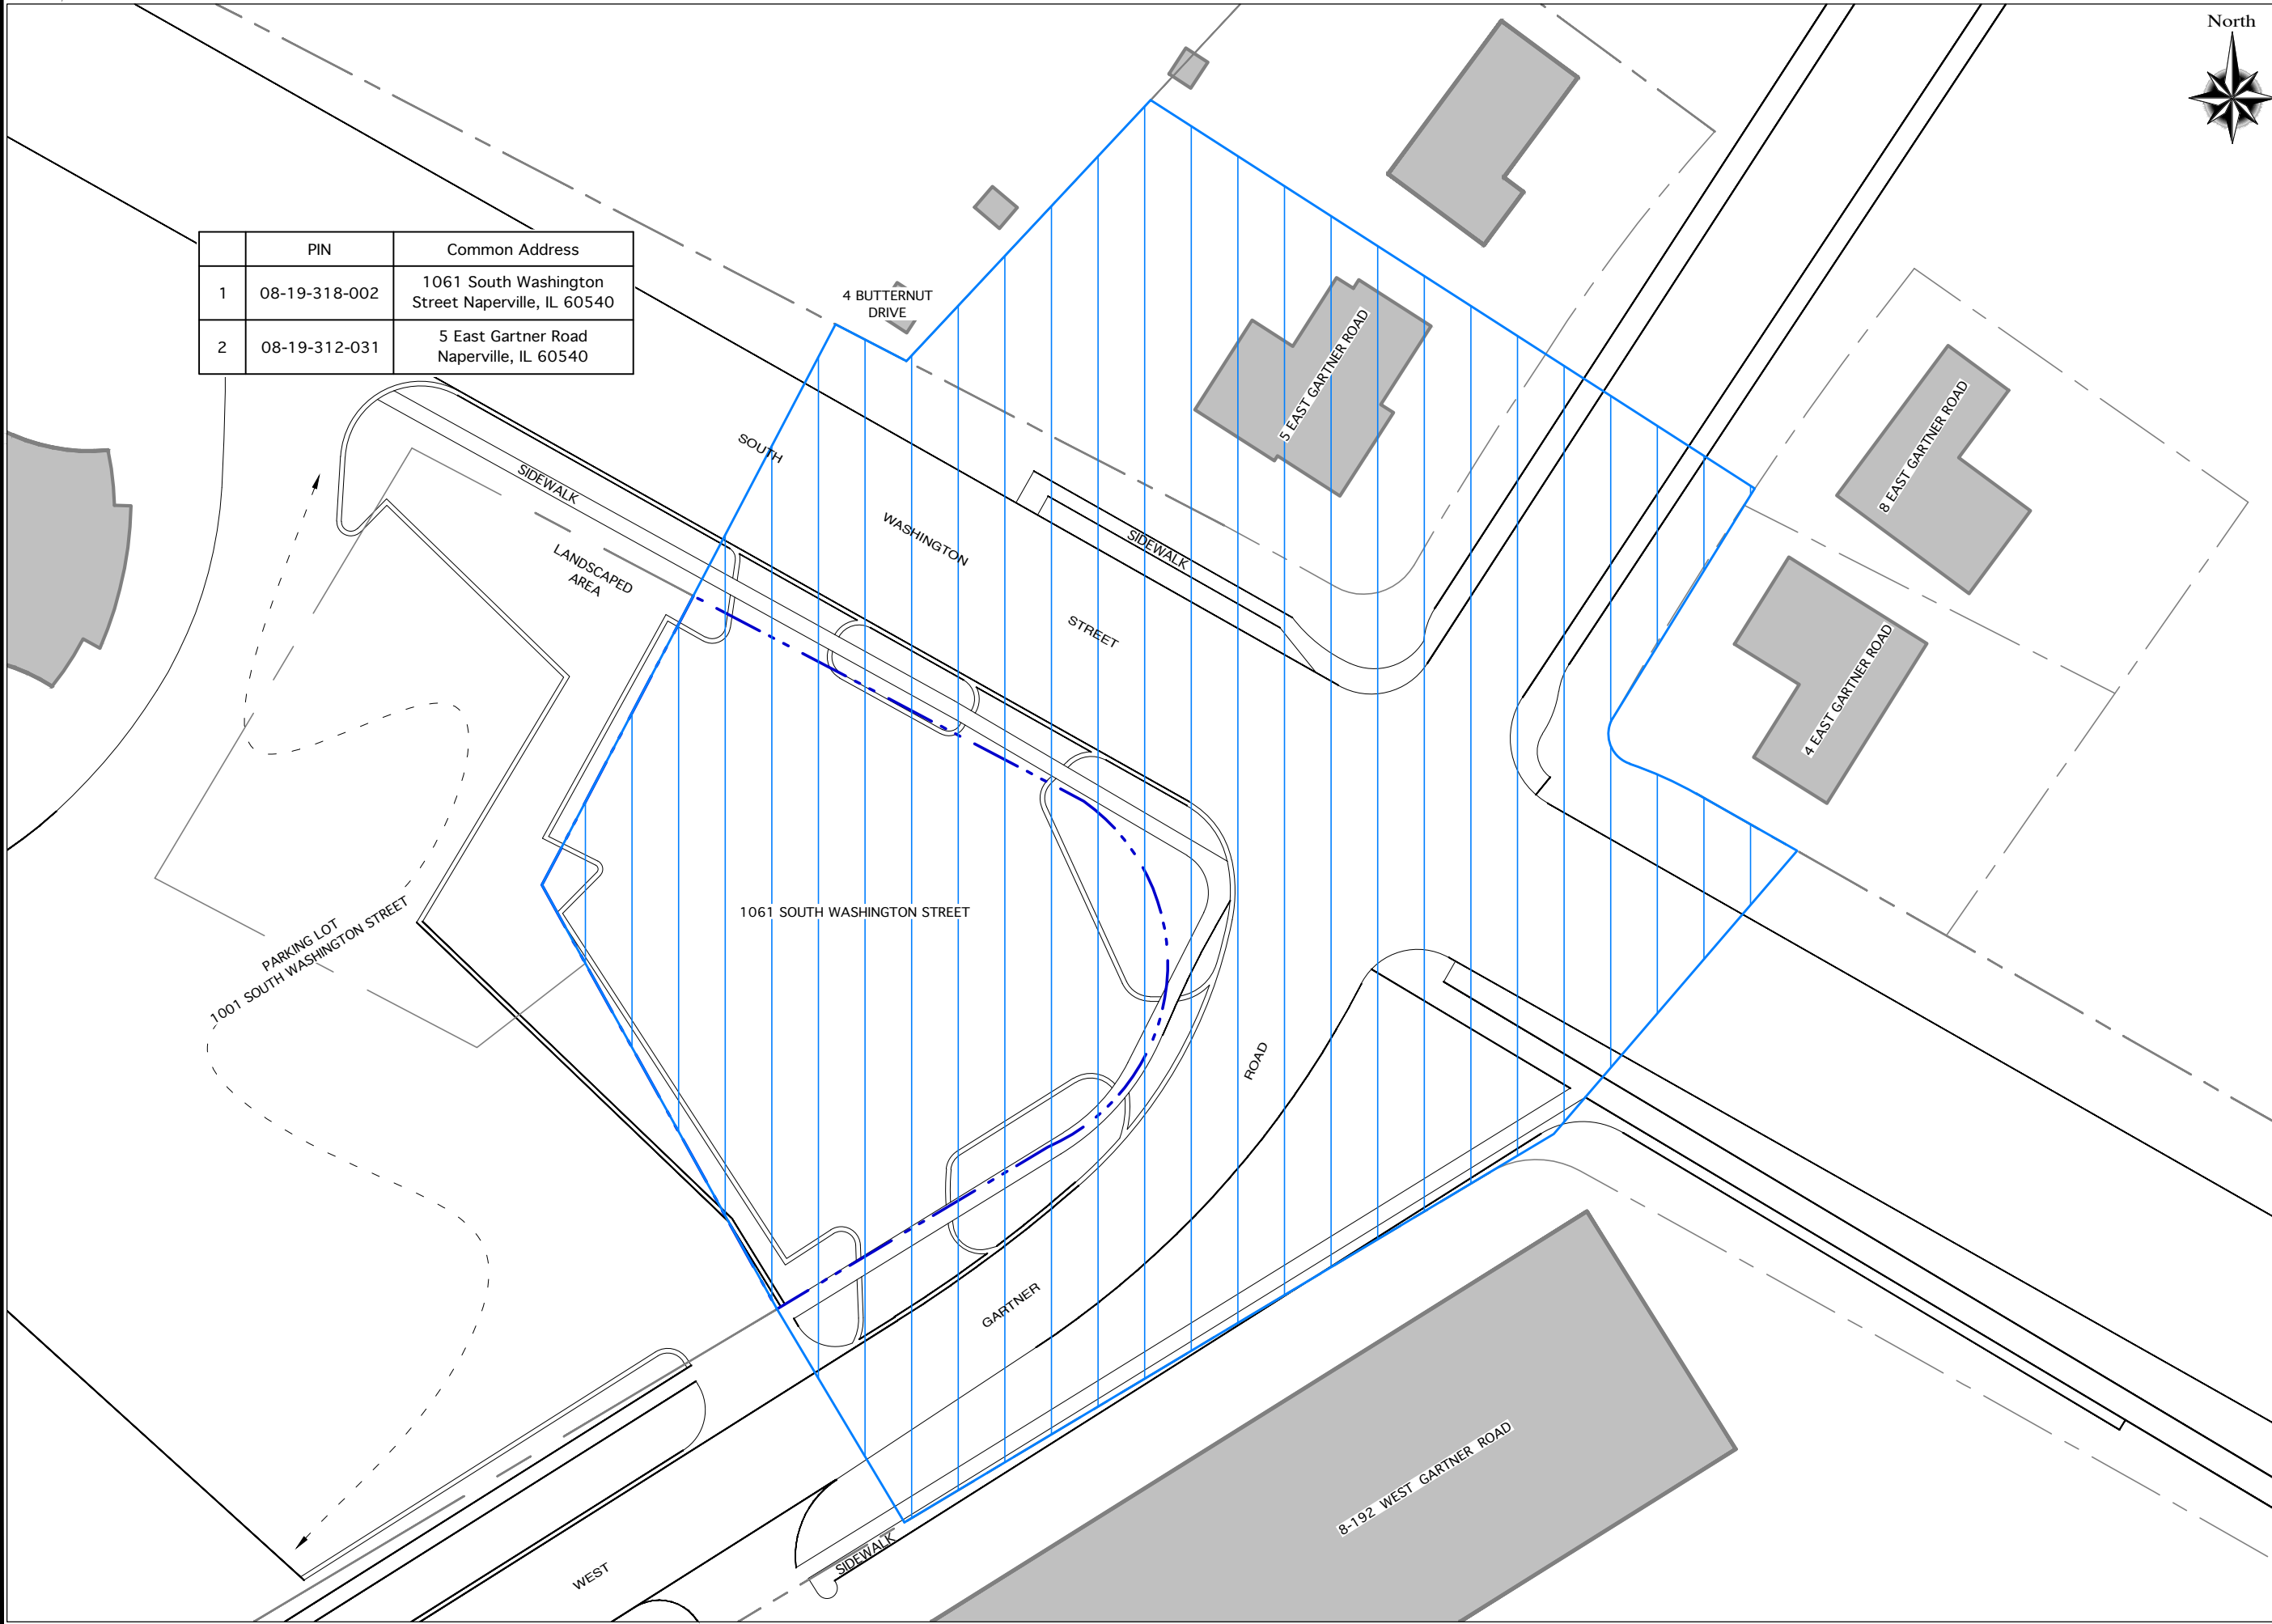 North
PIN
Common Address
1
08-19-318-002
1061 South Washington
Street Naperville, IL 60540
2
08-19-312-031
5 East Gartner Road
Naperville, IL 60540
4 BUTTERNUT
DRIVE
5 EAST GARTNER ROAD
8 EAST GARTNER ROAD
4 EAST GARTNER ROAD
SOUTH
WASHINGTON
STREET
SIDEWALK
SIDEWALK
LANDSCAPED
AREA
1061 SOUTH WASHINGTON STREET
PARKING LOT
1001 SOUTH WASHINGTON STREET
ROAD
GARTNER
WEST
SIDEWALK
8-192 WEST GARTNER ROAD